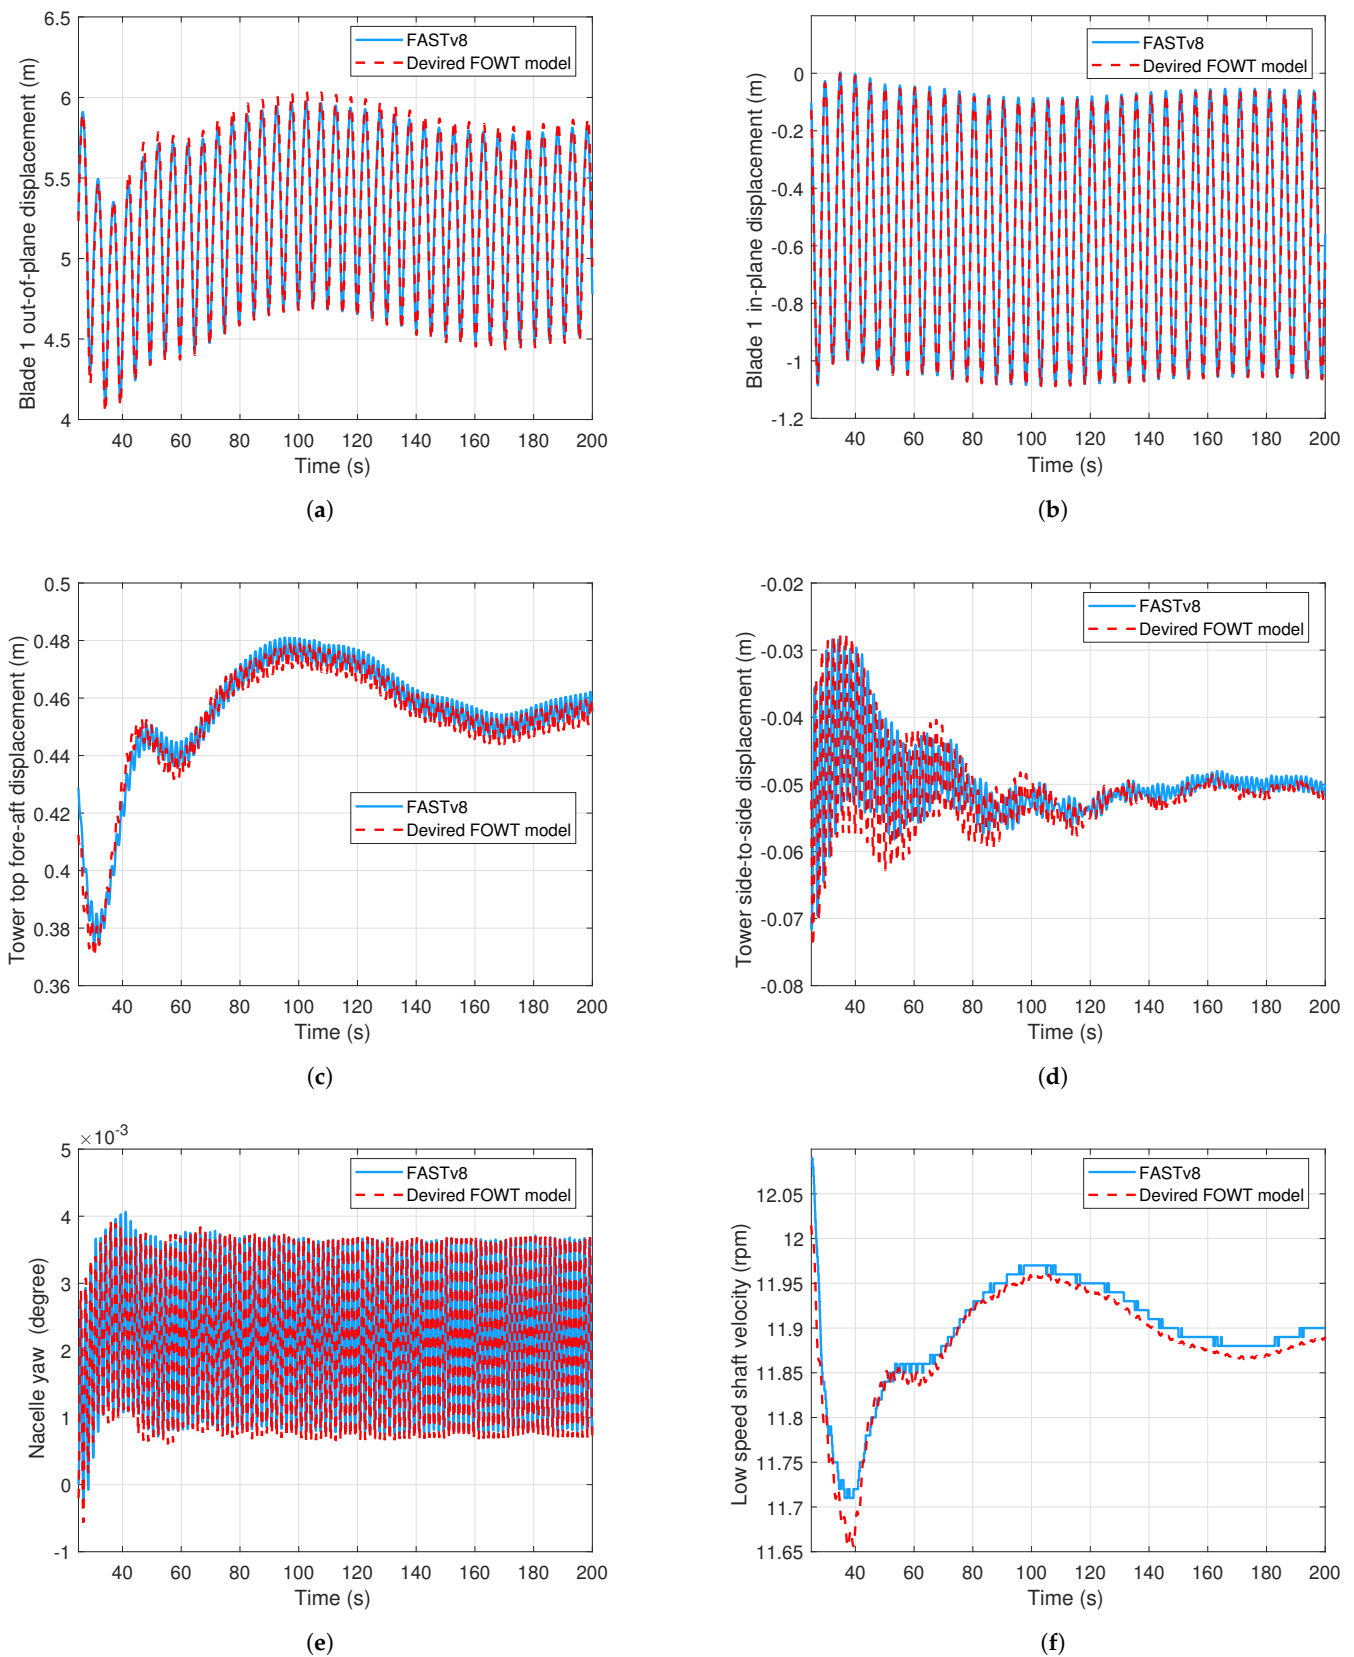 6.5
6
5.5
5
4.5
4
Blade 1 out-of-plane displacement (m)
FASTv8
Devired FOWT model
40 60 80 100 120 140 160 180 200
Time (s)
(a)
0
-0.2
-0.4
-0.6
-0.8
-1
-1.2
Blade 1 in-plane displacement (m)
FASTv8
Devired FOWT model
40 60 80 100 120 140 160 180 200
Time (s)
(b)
0.5
0.48
0.46
0.44
0.42
0.4
0.38
0.36
Tower top fore-aft displacement (m)
FASTv8
Devired FOWT model
40 60 80 100 120 140 160 180 200
Time (s)
(c)
-0.02
-0.03
-0.04
-0.05
-0.06
-0.07
-0.08
Tower side-to-side displacement (m)
FASTv8
Devired FOWT model
40 60 80 100 120 140 160 180 200
Time (s)
(d)
×10⁻³
5
4
3
2
1
0
-1
Nacelle yaw (degree)
FASTv8
Devired FOWT model
40 60 80 100 120 140 160 180 200
Time (s)
(e)
12.05
12
11.95
11.9
11.85
11.8
11.75
11.7
11.65
Low speed shaft velocity (rpm)
FASTv8
Devired FOWT model
40 60 80 100 120 140 160 180 200
Time (s)
(f)